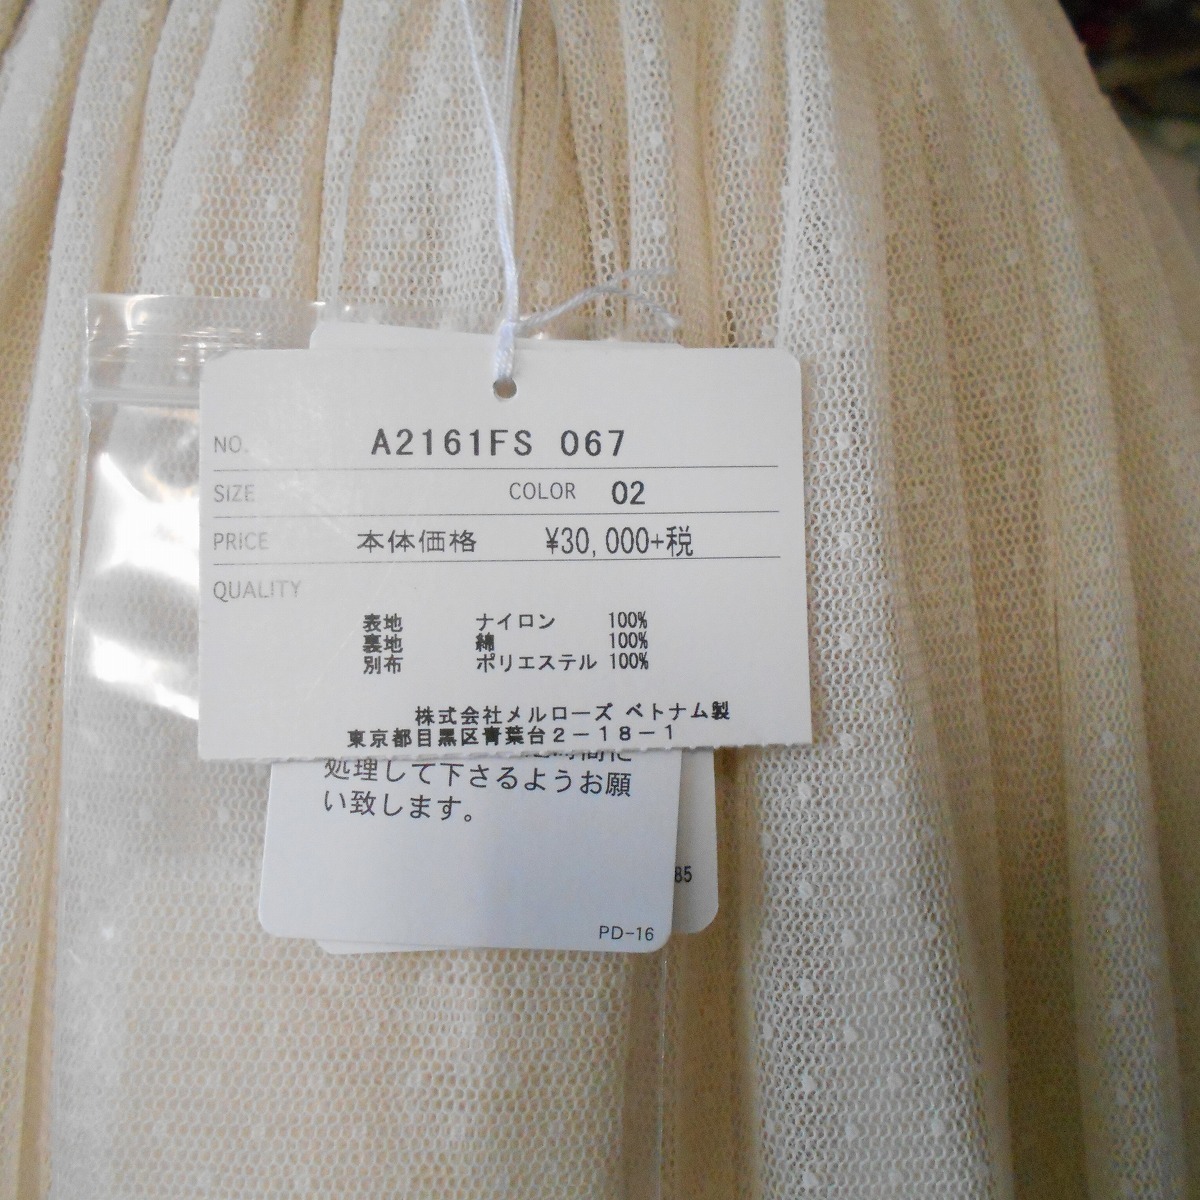 NO. A2161FS 067
SIZE COLOR 02
PRICE 本体価格 ¥30,000+税
QUALITY
表地 ナイロン 100%
裏地 綿 100%
別布 ポリエステル 100%
株式会社メルローズ ベトナム製
東京都目黒区青葉台2-18-1
処理して下さるようお願
い致します。
85
PD-16